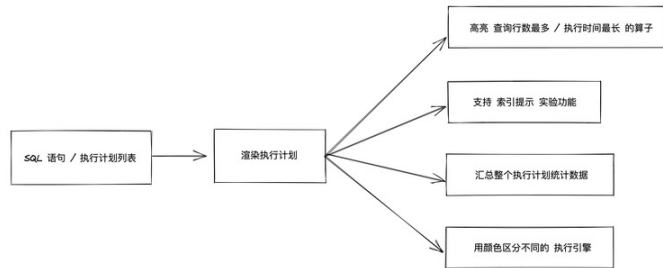 高亮 查询行数最多 / 执行时间最长 的算子
支持 索引提示 实验功能
SQL 语句 / 执行计划列表
渲染执行计划
汇总整个执行计划统计数据
用颜色区分不同的 执行引擎